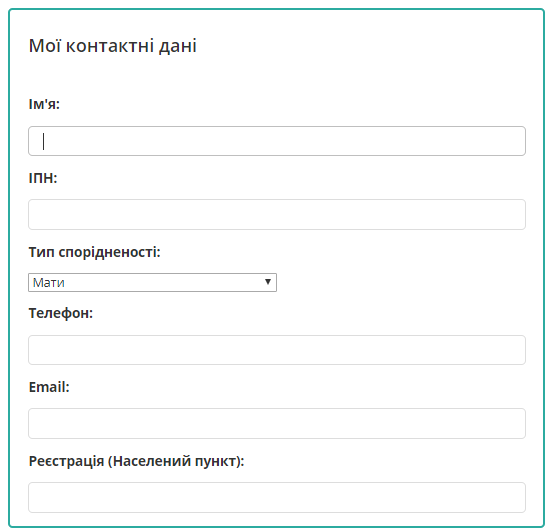 Мої контактні дані
Ім'я:
ІПН:
Тип спорідненості:
Мати
Телефон:
Email:
Реєстрація (Населений пункт):